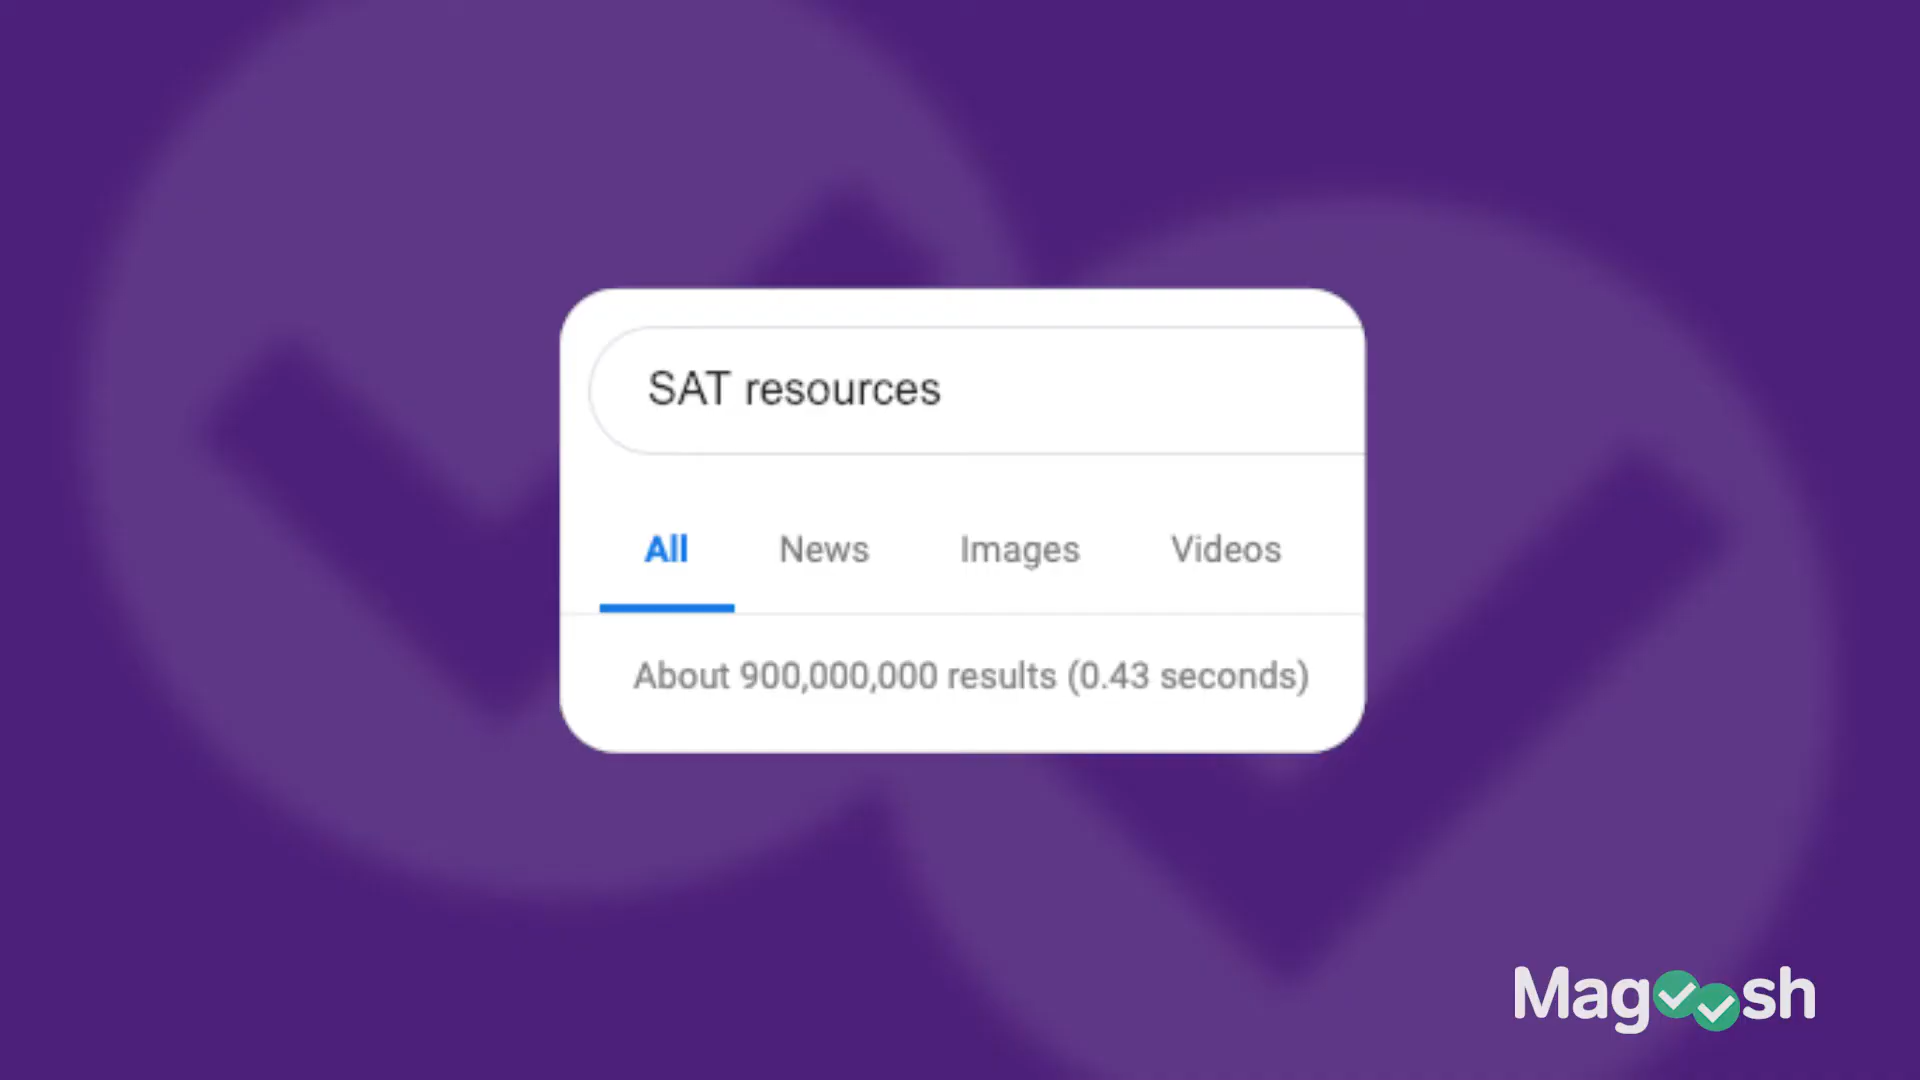 SAT resources
All News Images Videos
About 900,000,000 results (0.43 seconds)
Magoosh